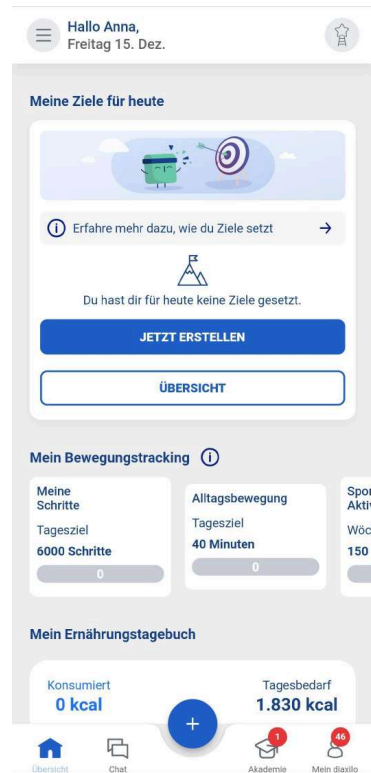 Hallo Anna,
Freitag 15. Dez.
Meine Ziele für heute
Erfahre mehr dazu, wie du Ziele setzt
Du hast dir für heute keine Ziele gesetzt.
JETZT ERSTELLEN
ÜBERSICHT
Mein Bewegungstracking
Meine
Schritte
Tagesziel
6000 Schritte
0
Alltagsbewegung
Tagesziel
40 Minuten
0
150
Mein Ernährungstagebuch
Konsumiert
0 kcal
Tagesbedarf
1.830 kcal
Übersicht
Chat
1
Akademie
46
Mein diaxilo